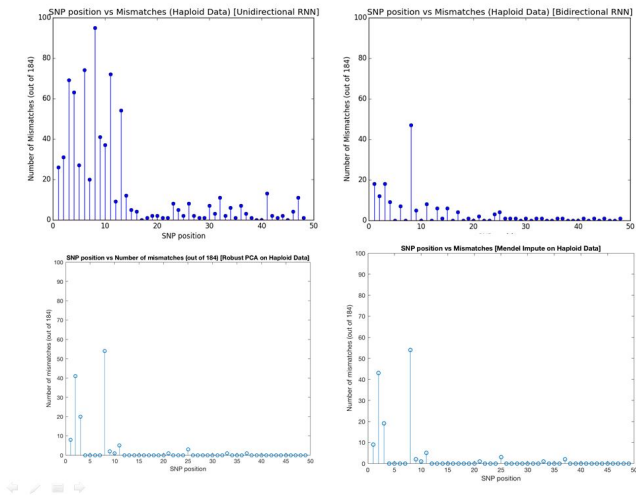 SNP position vs Mismatches (Haploid Data) [Unidirectional RNN]
Number of Mismatches (out of 184)
100
80
60
40
20
0
0 10 20 30 40 50
SNP position
SNP position vs Mismatches (Haploid Data) [Bidirectional RNN]
Number of Mismatches (out of 184)
100
80
60
40
20
0
0 10 20 30 40 50
SNP position vs Number of mismatches (out of 184) [Robust PCA on Haploid Data]
Number of mismatches (out of 184)
100
90
80
70
60
50
40
30
20
10
0
0 5 10 15 20 25 30 35 40 45 50
SNP position
SNP position vs Mismatches [Mendel Impute on Haploid Data]
Number of mismatches (out of 184)
100
90
80
70
60
50
40
30
20
10
0
0 5 10 15 20 25 30 35 40 45 50
SNP position